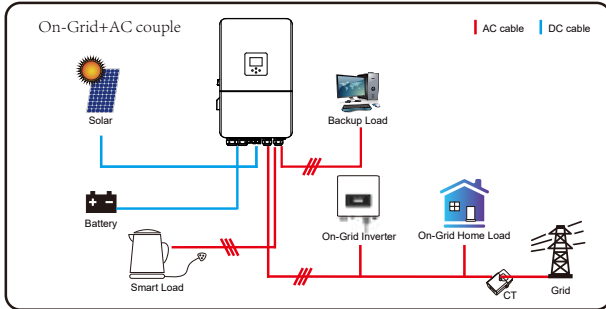 On-Grid+AC couple
AC cable
DC cable
Solar
Backup Load
Battery
On-Grid Inverter
On-Grid Home Load
Smart Load
CT
Grid